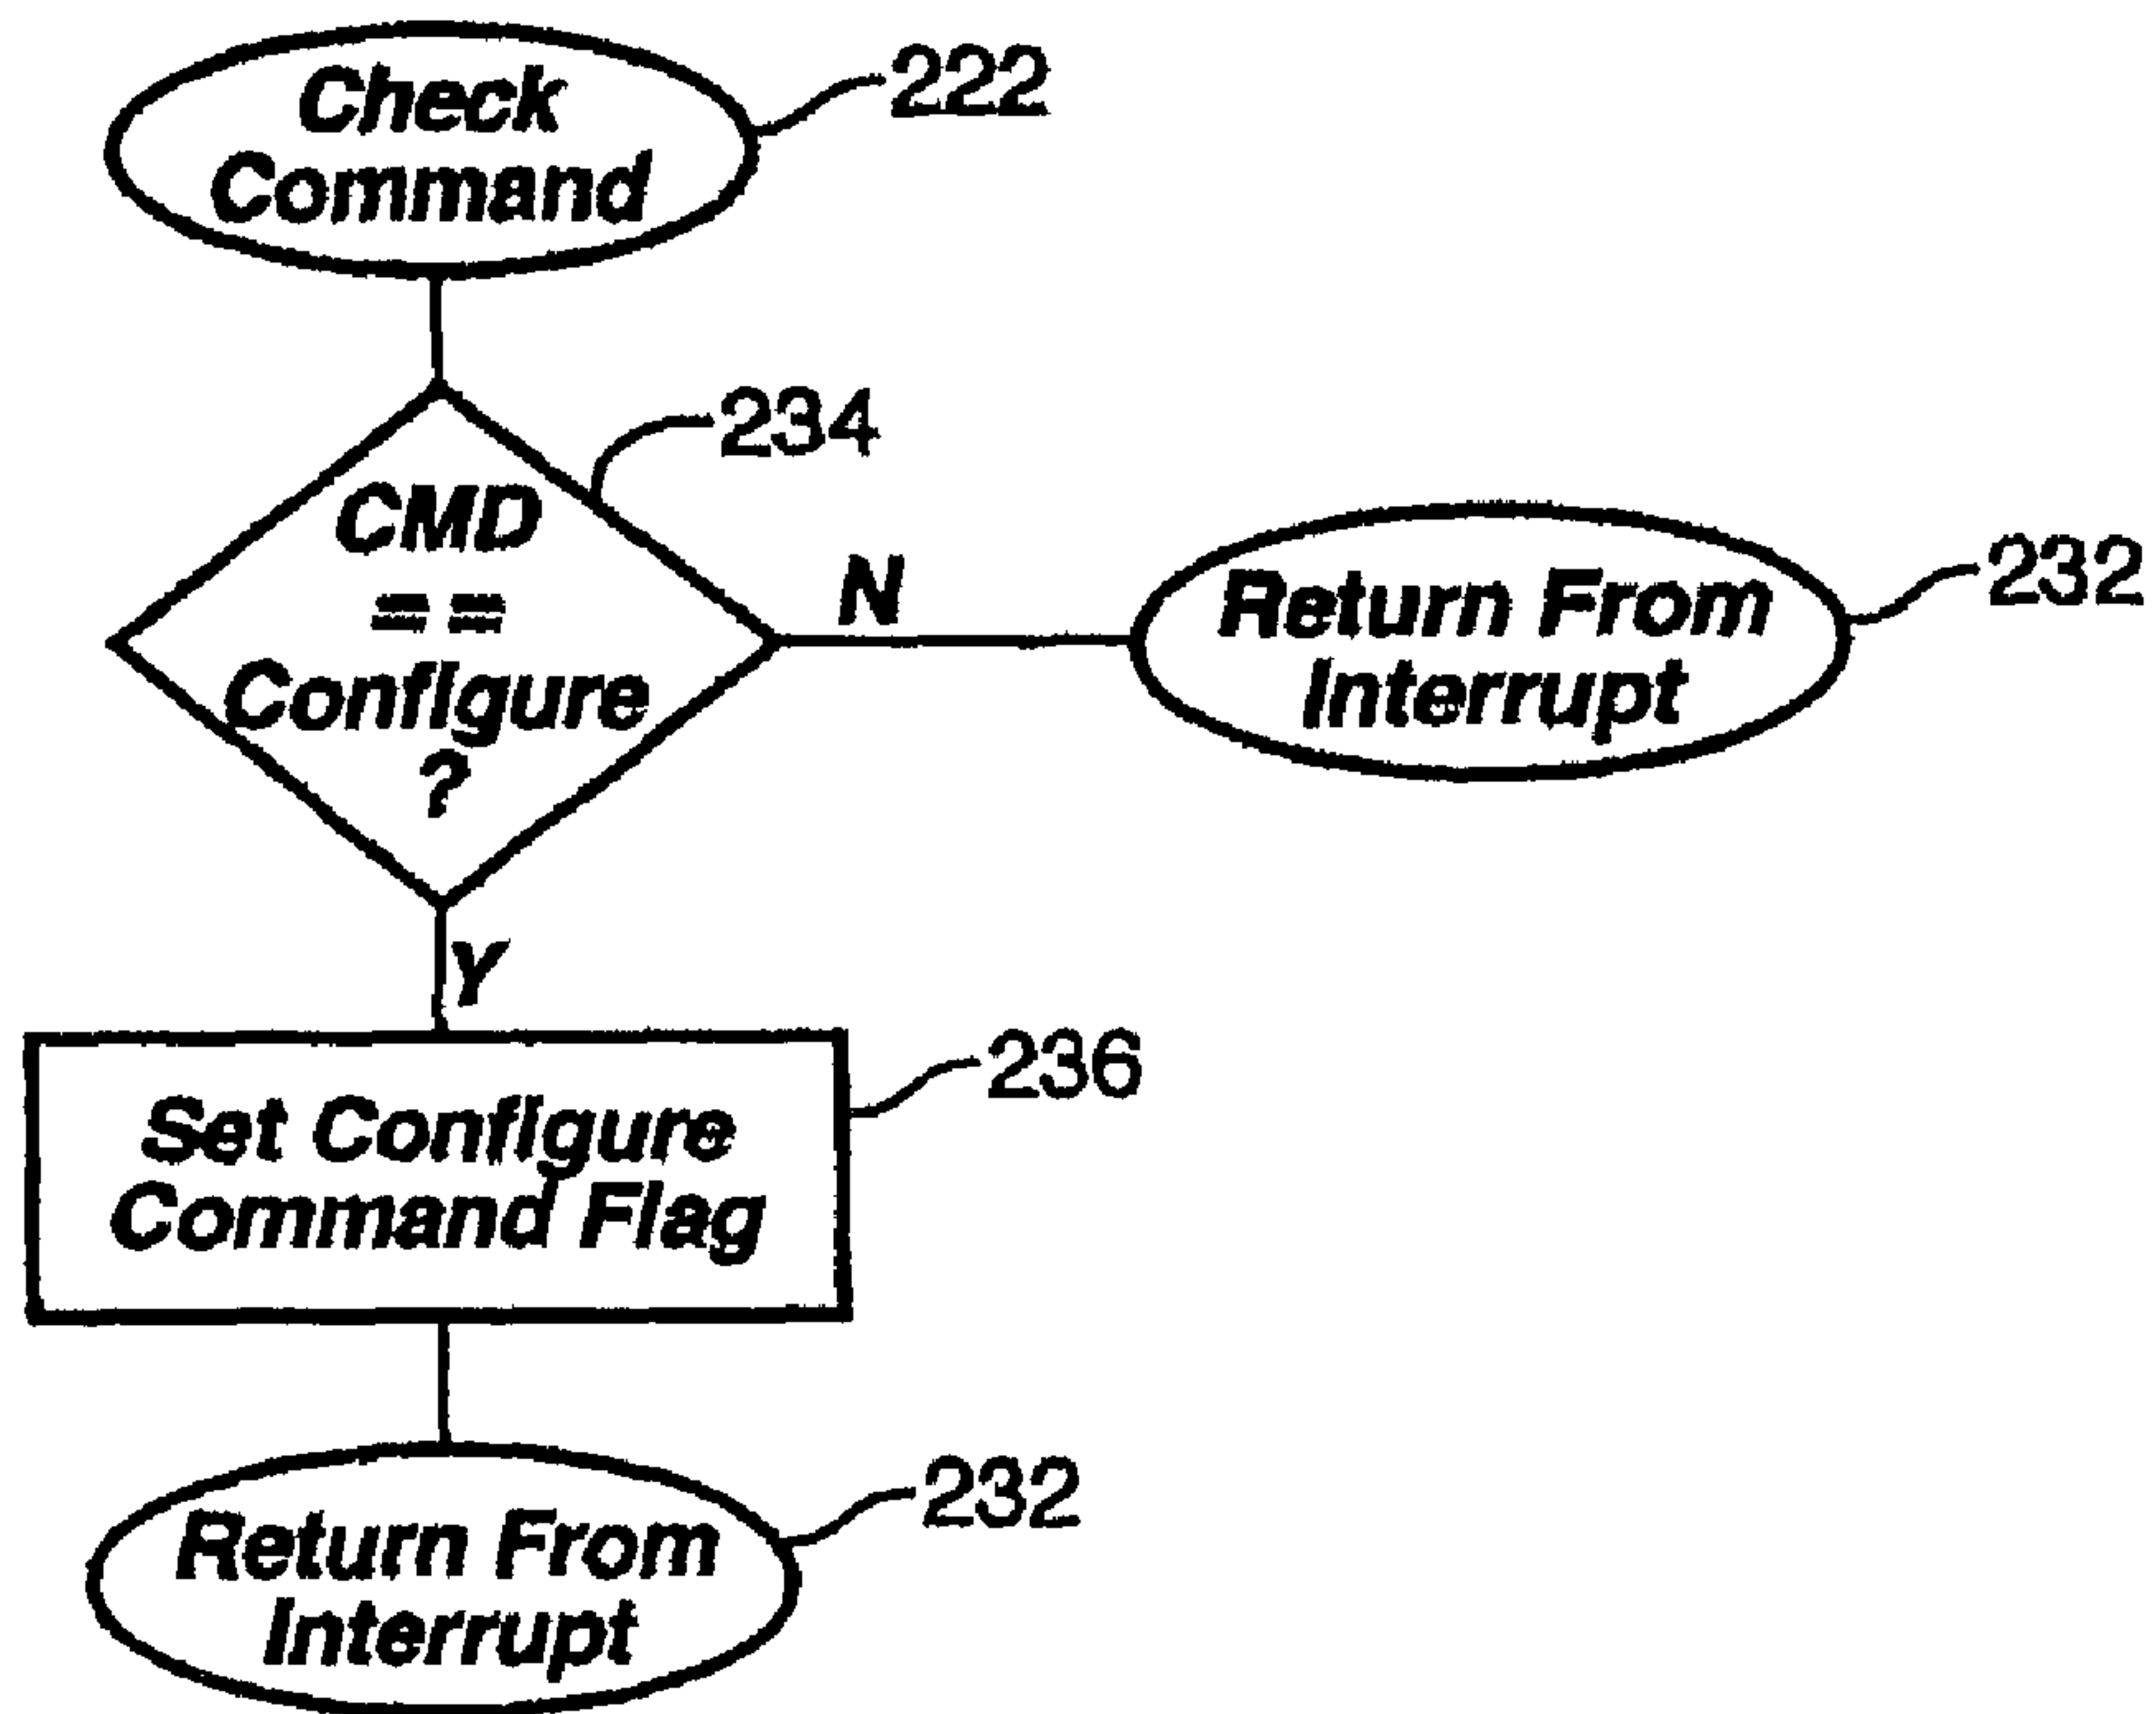 Check
Command
222
234
CMD
==
Configure
?
N
Return From
Interrupt
232
Y
Set Configure
Command Flag
236
Return From
Interrupt
232